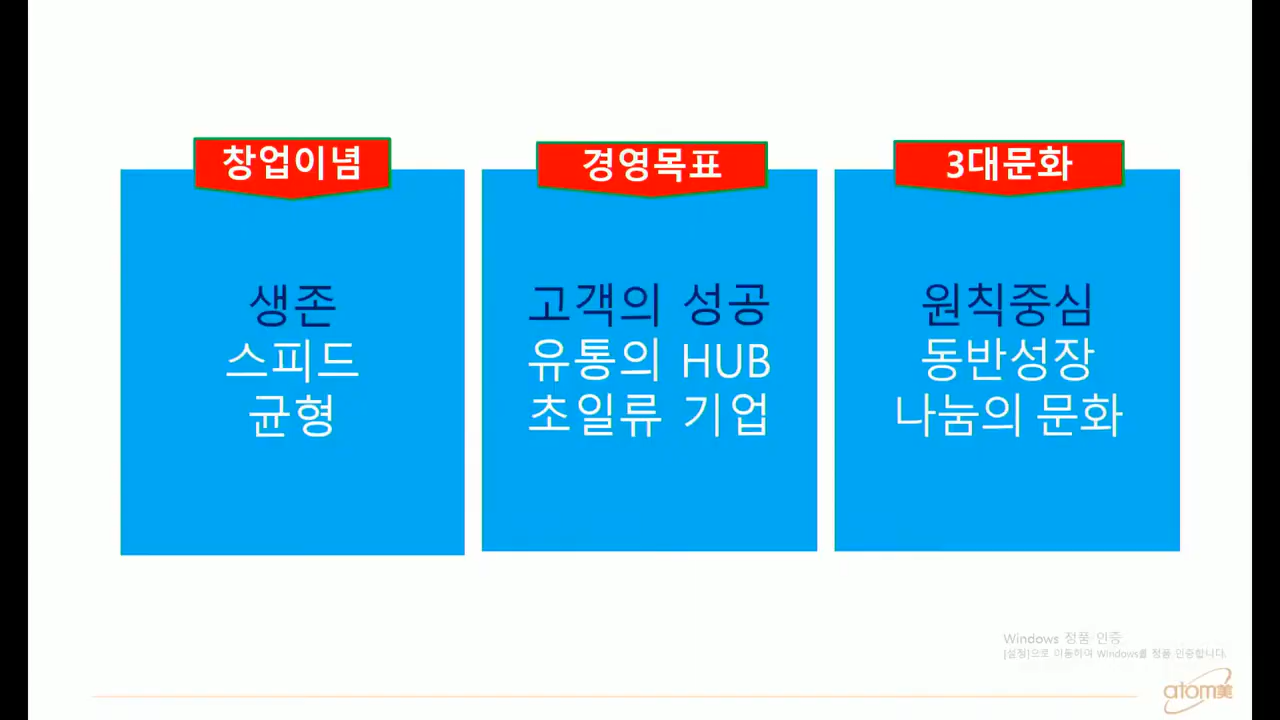 창업이념
생존
스피드
균형
경영목표
고객의 성공
유통의 HUB
초일류 기업
3대문화
원칙중심
동반성장
나눔의 문화
Windows 정품 인증
[설정]으로 이동하여 Windows를 정품 인증합니다.
atom美